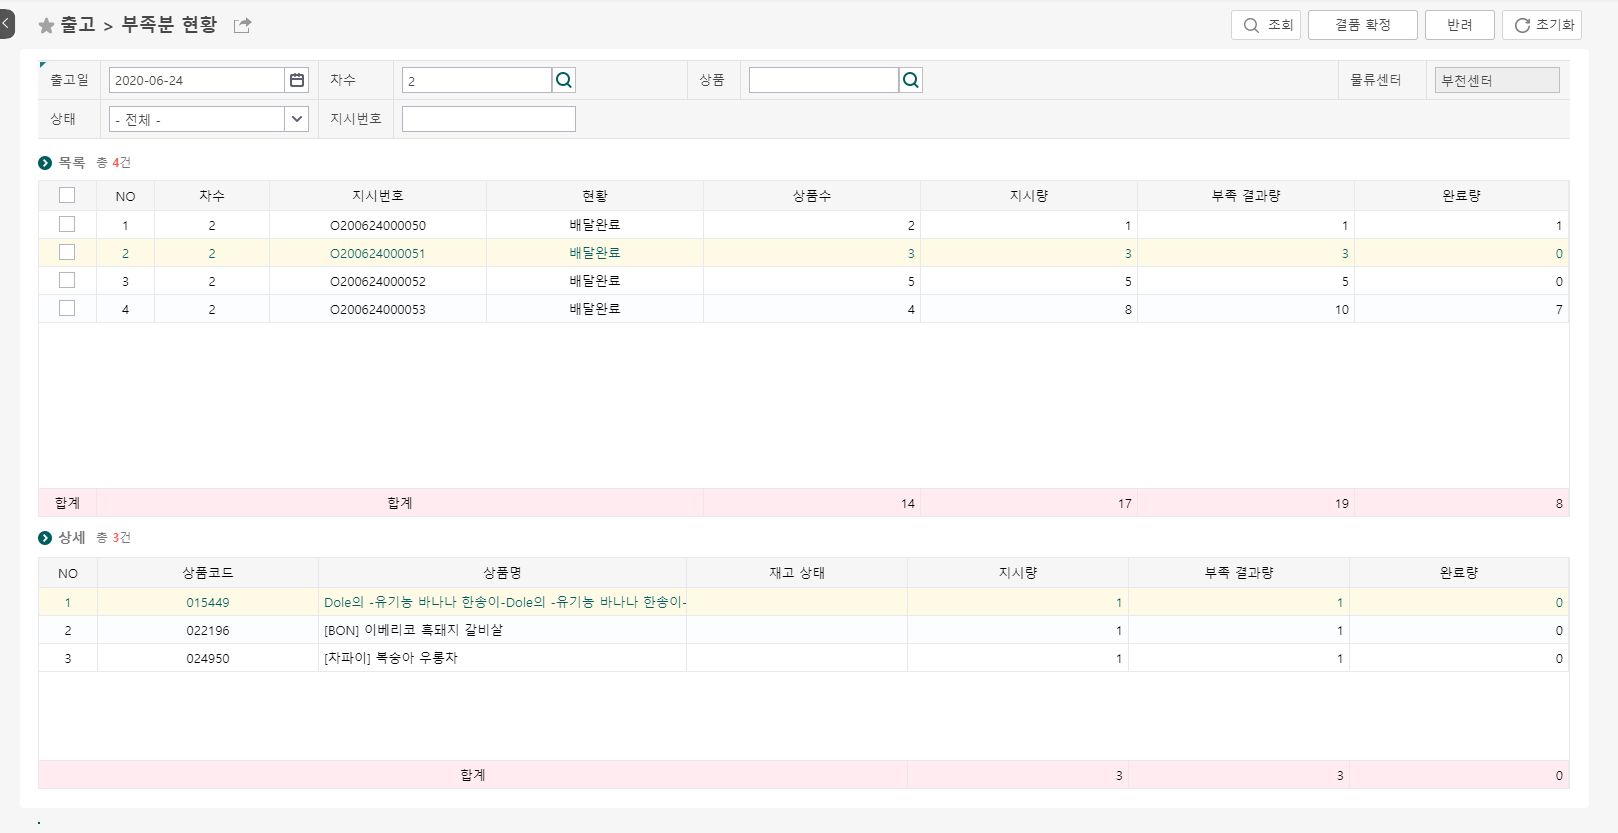 출고 > 부족분 현황
조회 결품 확정 반려 초기화
출고일 2020-06-24 차수 2 상품 물류센터 부천센터
상태 - 전체 - 지시번호
목록 총 4건
NO 차수 지시번호 현황 상품수 지시량 부족 결과량 완료량
1 2 O200624000050 배달완료 2 1 1 1
2 2 O200624000051 배달완료 3 3 3 0
3 2 O200624000052 배달완료 5 5 5 0
4 2 O200624000053 배달완료 4 8 10 7
합계 합계 14 17 19 8
상세 총 3건
NO 상품코드 상품명 재고 상태 지시량 부족 결과량 완료량
1 015449 Dole의 -유기농 바나나 한송이-Dole의 -유기농 바나나 한송이- 1 1 0
2 022196 [BON] 이베리코 흑돼지 갈비살 1 1 0
3 024950 [차파이] 복숭아 우롱차 1 1 0
합계 3 3 0